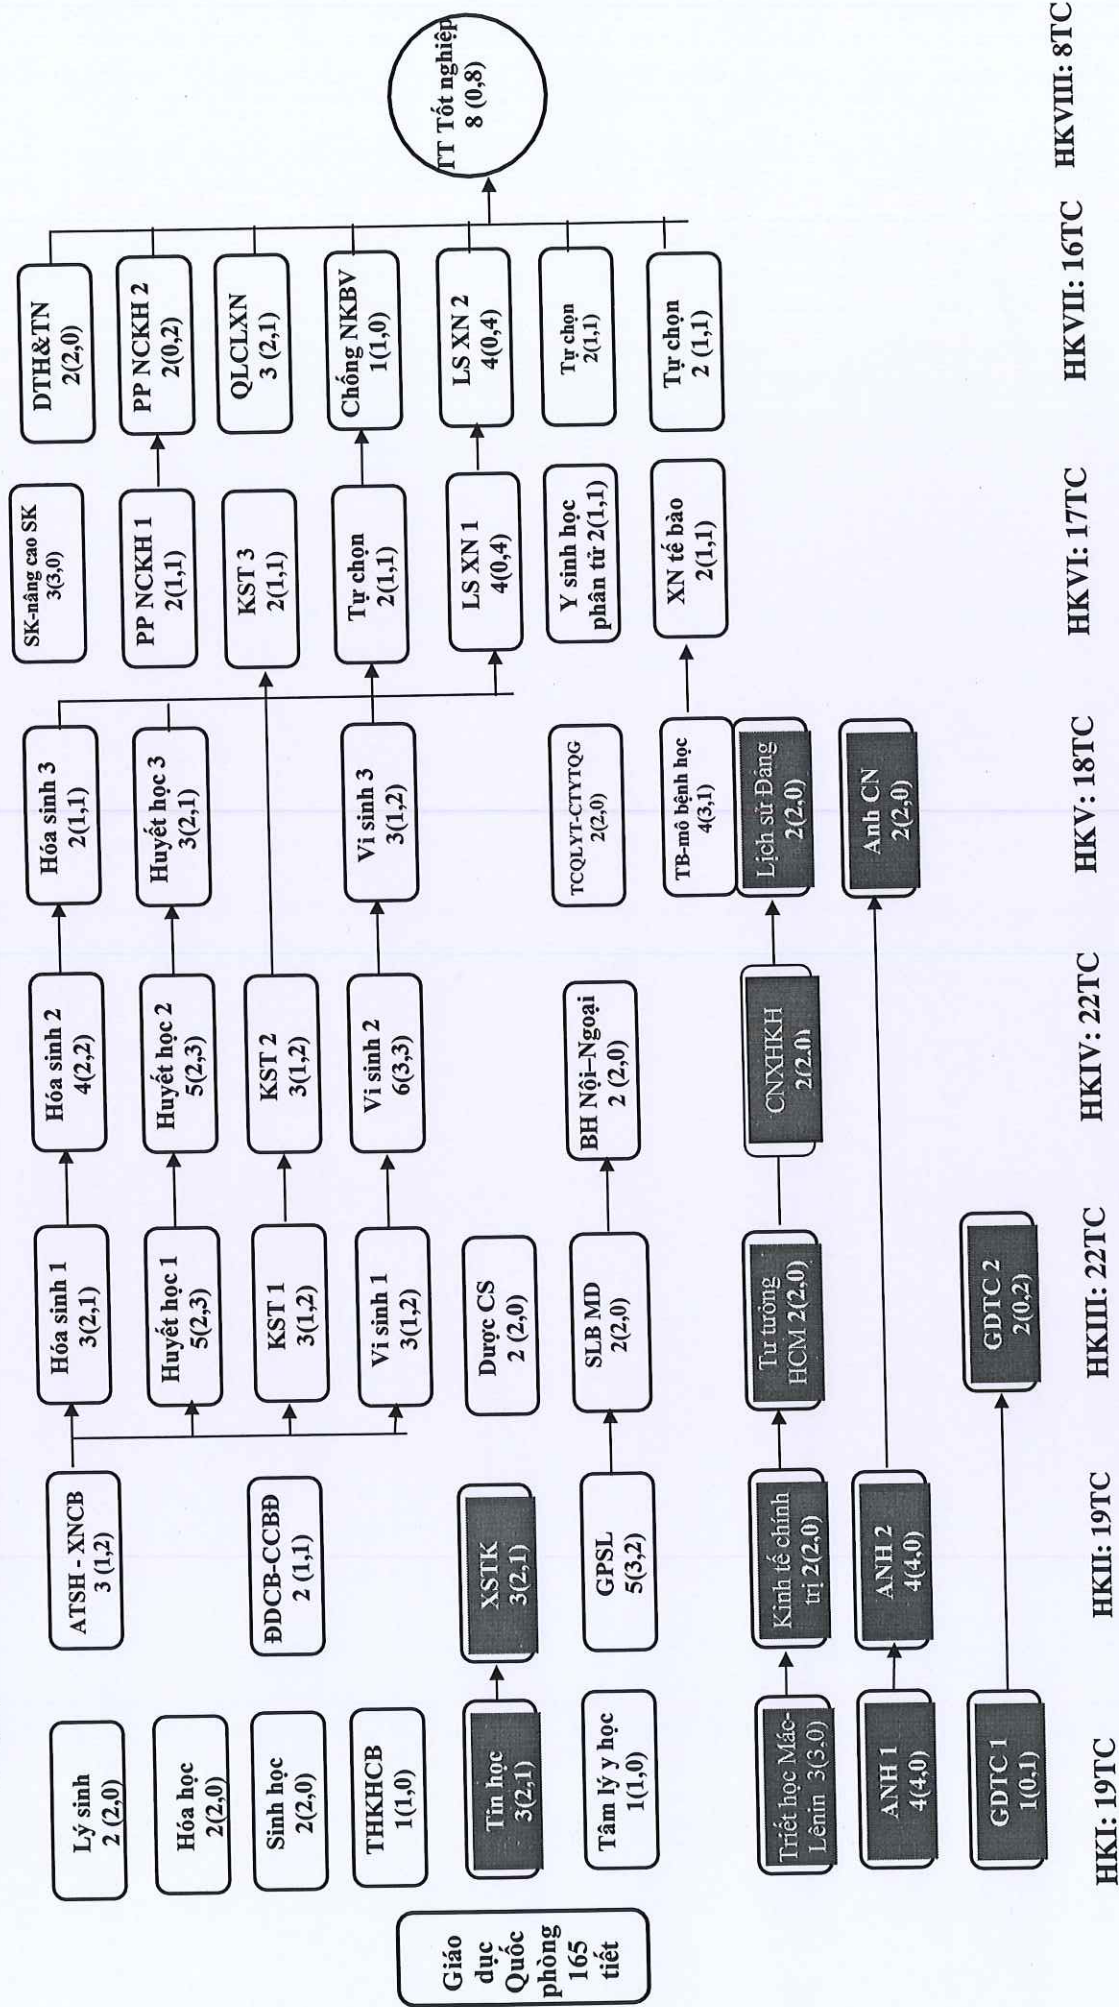 Giáo
dục
Quốc
phòng
165
tiết
Lý sinh
2 (2,0)
Hóa học
2(2,0)
Sinh học
2(2,0)
THKHCB
1(1,0)
Tin học
3(2,1)
Tâm lý y học
1(1,0)
Triết học Mác-
Lênin 3(3,0)
ANH 1
4(4,0)
GDTC 1
1(0,1)
HKI: 19TC
ATSH - XNCB
3 (1,2)
ĐDCB-CCBĐ
2 (1,1)
XSTK
3(2,1)
GPSL
5(3,2)
Kinh tế chính
trị 2(2,0)
ANH 2
4(4,0)
HKII: 19TC
Hóa sinh 1
3(2,1)
Huyết học 1
5(2,3)
KST 1
3(1,2)
Vi sinh 1
3(1,2)
Dược CS
2 (2,0)
SLB MD
2(2,0)
Tư tưởng
HCM 2(2,0)
GDTC 2
2(0,2)
HKIII: 22TC
Hóa sinh 2
4(2,2)
Huyết học 2
5(2,3)
KST 2
3(1,2)
Vi sinh 2
6(3,3)
BH Nội–Ngoại
2 (2,0)
CNXHKH
2(2,0)
HKIV: 22TC
Hóa sinh 3
2(1,1)
Huyết học 3
3(2,1)
Vi sinh 3
3(1,2)
TCQLYT-CTYTQG
2(2,0)
TB-mô bệnh học
4(3,1)
Lịch sử Đảng
2(2,0)
Anh CN
2(2,0)
HKV: 18TC
SK-nâng cao SK
3(3,0)
PP NCKH 1
2(1,1)
KST 3
2(1,1)
Tự chọn
2(1,1)
LS XN 1
4(0,4)
Y sinh học
phân tử 2(1,1)
XN tế bào
2(1,1)
HKVI: 17TC
DTH&TN
2(2,0)
PP NCKH 2
2(0,2)
QLCLXN
3 (2,1)
Chống NKBV
1(1,0)
LS XN 2
4(0,4)
Tự chọn
2(1,1)
Tự chọn
2 (1,1)
HKVII: 16TC
TT Tốt nghiệp
8 (0,8)
HKVIII: 8TC